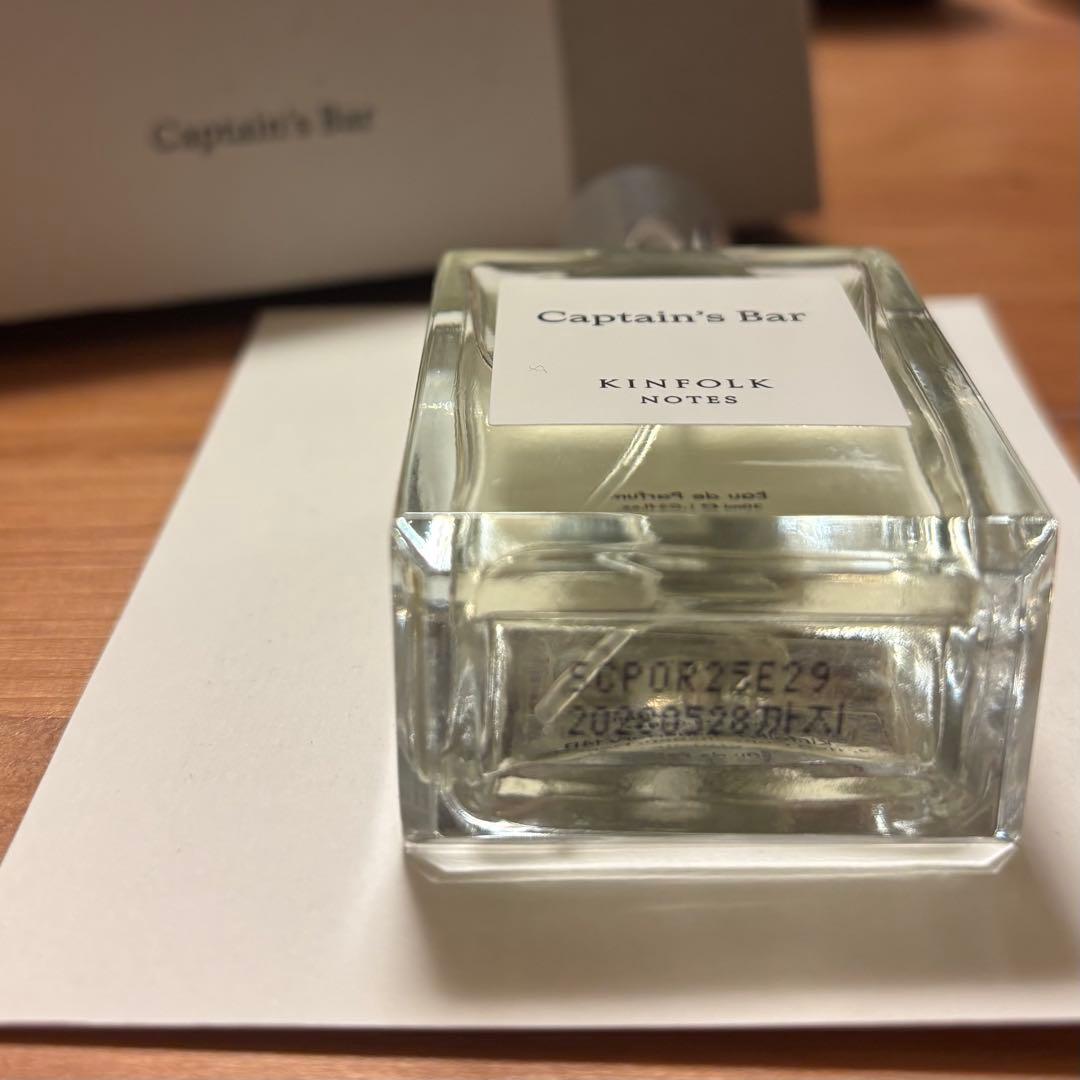 Captain's Bar
Captain's Bar
KINFOLK
NOTES
Eau de Parfum
SCPOR25E29
20280528까지